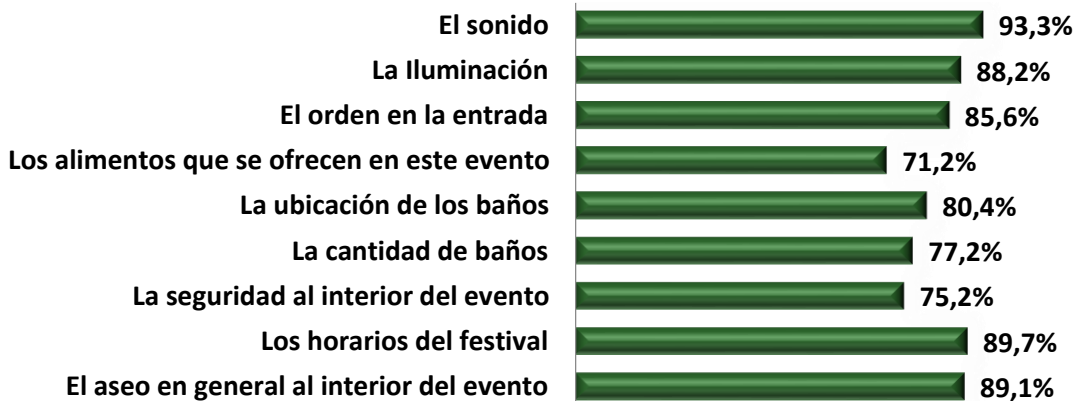 El sonido 93,3%
La Iluminación 88,2%
El orden en la entrada 85,6%
Los alimentos que se ofrecen en este evento 71,2%
La ubicación de los baños 80,4%
La cantidad de baños 77,2%
La seguridad al interior del evento 75,2%
Los horarios del festival 89,7%
El aseo en general al interior del evento 89,1%